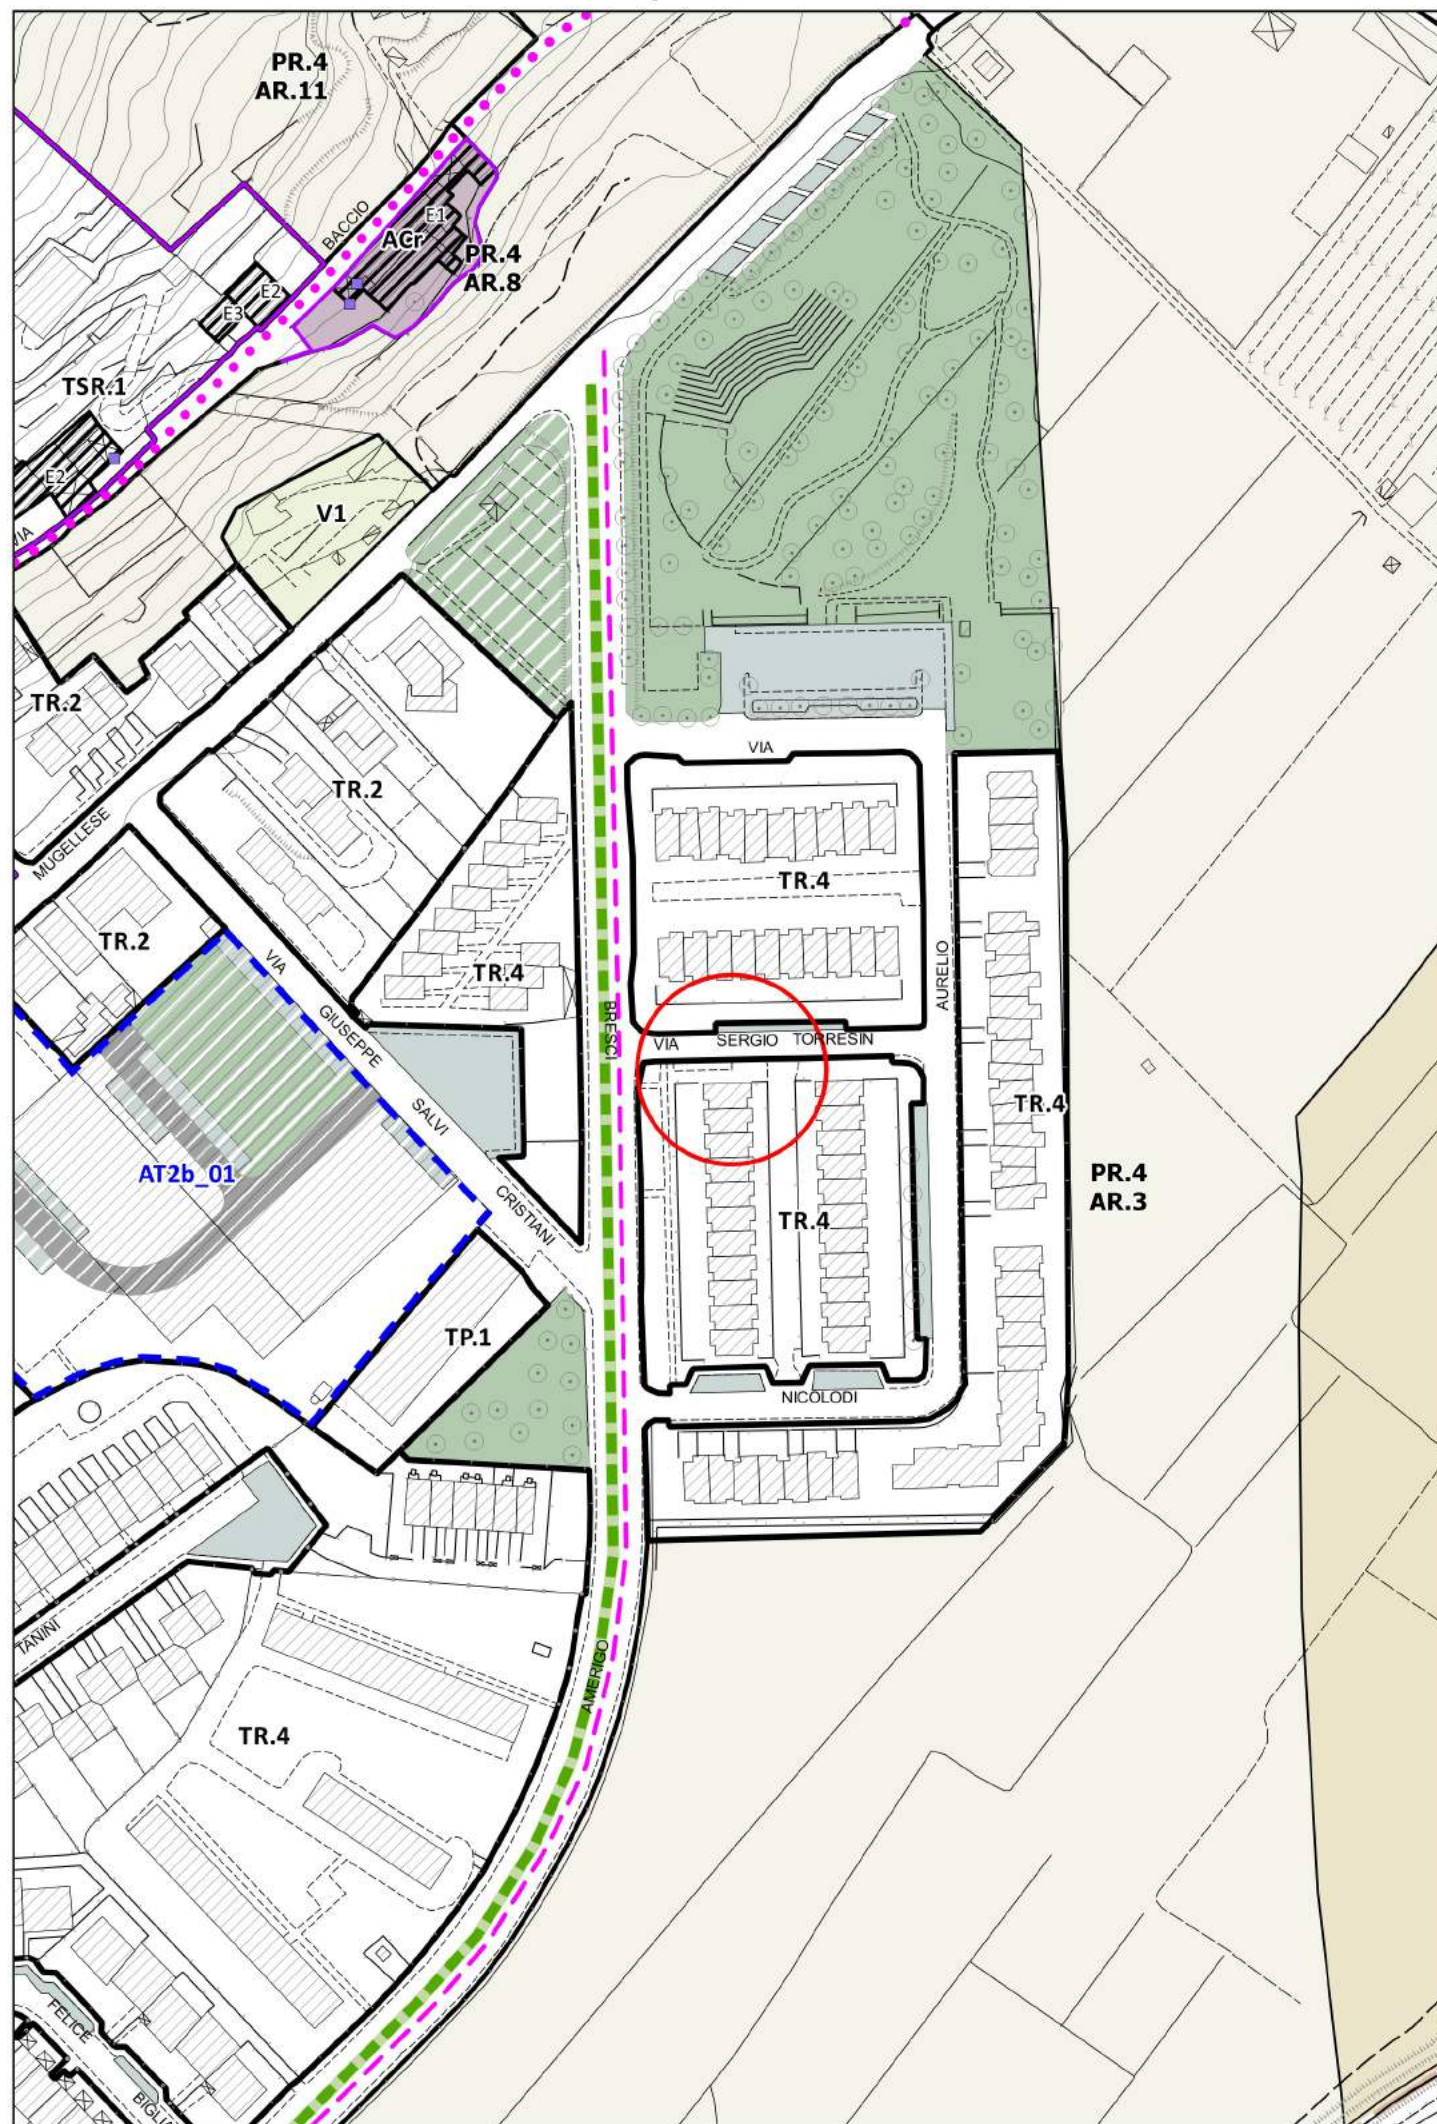 PR.4
AR.11
BACCIO
E1
ACr
PR.4
AR.8
E2
E3
TSR.1
E2
VIA
V1
TR.2
VIA
TR.2
MUGELLESE
TR.4
TR.2
VIA
GIUSEPPE
SALVI
CRISTIANI
TR.4
AURELIO
BRESCI
VIA SERGIO TORRESIN
TR.4
AT2b_01
PR.4
AR.3
TR.4
TP.1
NICOLODI
TANINI
AMERIGO
TR.4
FELICE